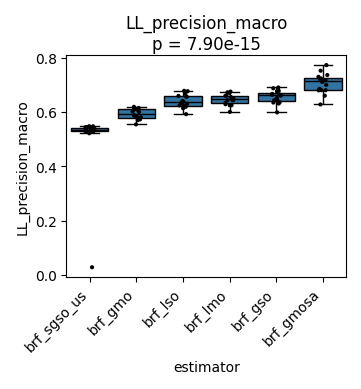 LL_precision_macro
p = 7.90e-15
LL_precision_macro
0.8
0.6
0.4
0.2
0.0
brf_sgso_us
brf_gmo
brf_lso
brf_lmo
brf_gso
brf_gmosa
estimator